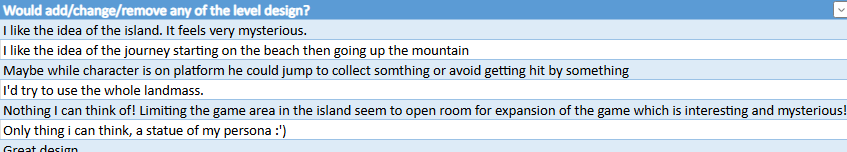 Would add/change/remove any of the level design?
I like the idea of the island. It feels very mysterious.
I like the idea of the journey starting on the beach then going up the mountain
Maybe while character is on platform he could jump to collect somthing or avoid getting hit by something
I'd try to use the whole landmass.
Nothing I can think of! Limiting the game area in the island seem to open room for expansion of the game which is interesting and mysterious!
Only thing i can think, a statue of my persona :')
Great design